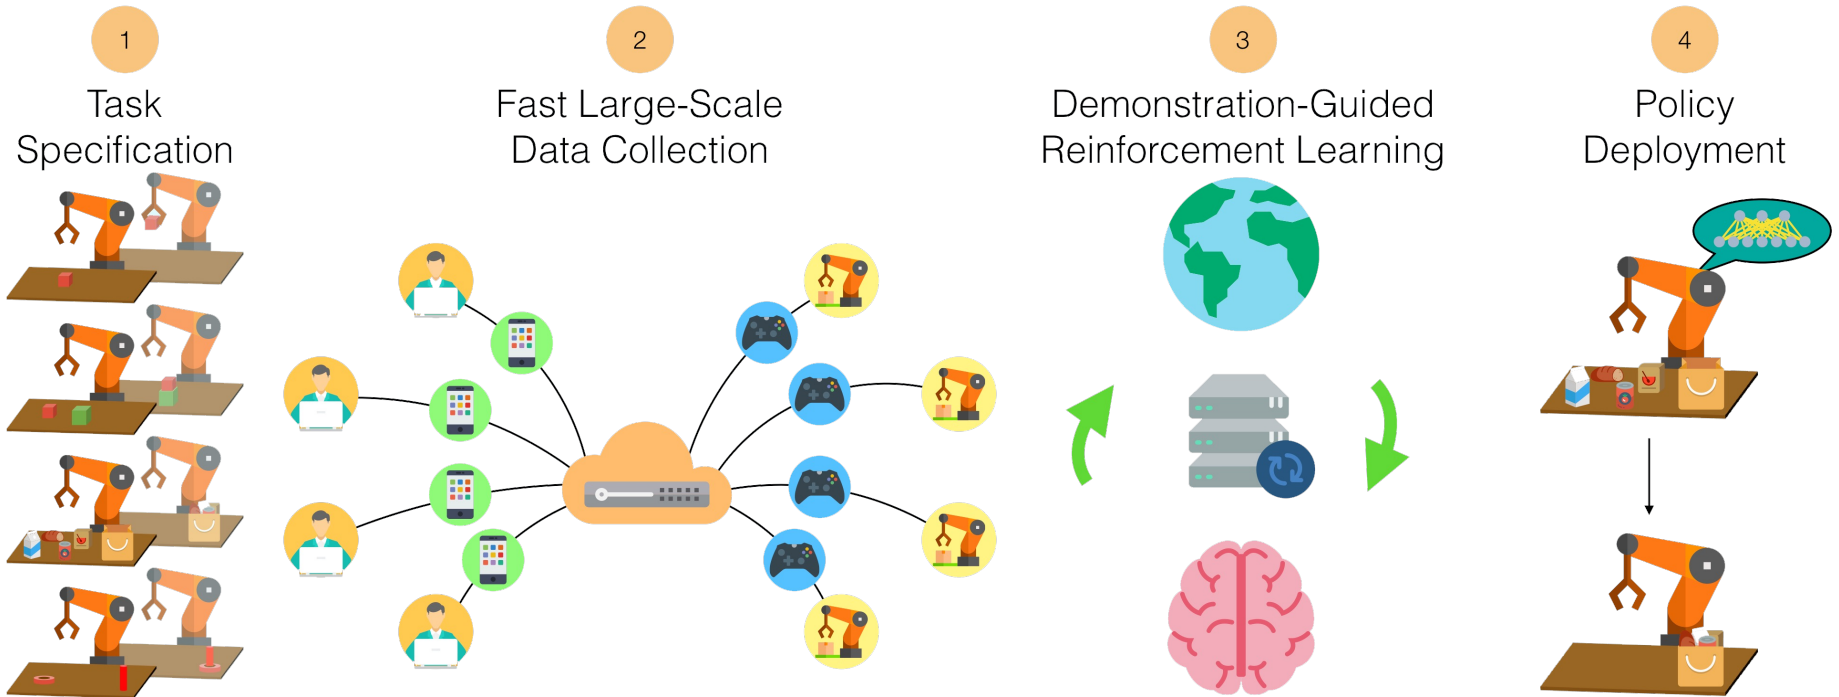 1
Task
Specification
2
Fast Large-Scale
Data Collection
3
Demonstration-Guided
Reinforcement Learning
4
Policy
Deployment